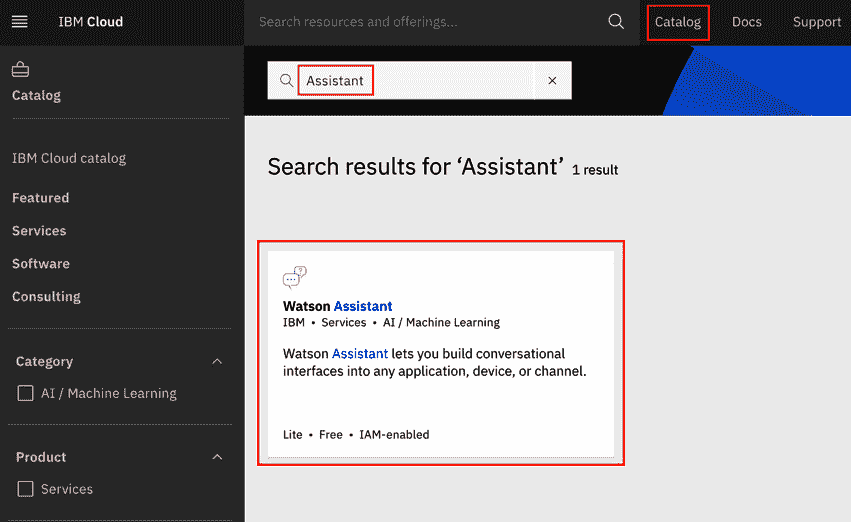 IBM Cloud
Search resources and offerings...
Catalog
Docs
Support
Catalog
IBM Cloud catalog
Featured
Services
Software
Consulting
Category
AI / Machine Learning
Product
Services
Assistant
Search results for ‘Assistant’ 1 result
Watson Assistant
IBM • Services • AI / Machine Learning
Watson Assistant lets you build conversational
interfaces into any application, device, or channel.
Lite • Free • IAM-enabled